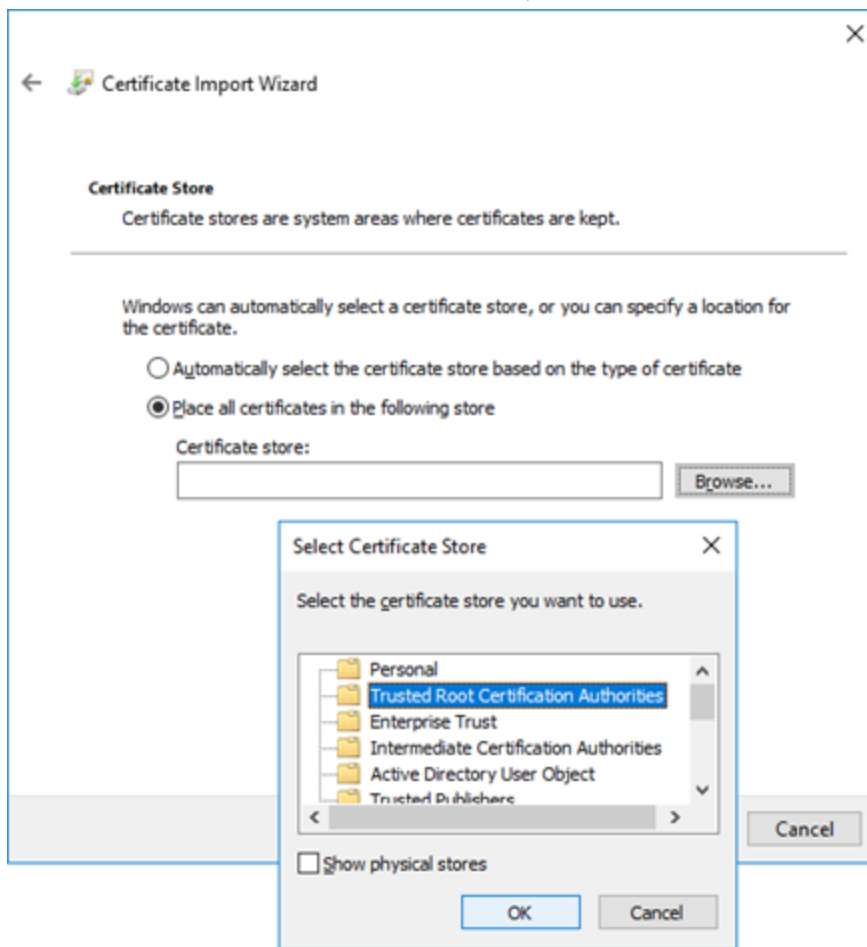 Certificate Import Wizard
Certificate Store
Certificate stores are system areas where certificates are kept.
Windows can automatically select a certificate store, or you can specify a location for
the certificate.
Automatically select the certificate store based on the type of certificate
Place all certificates in the following store
Certificate store:
Browse...
Select Certificate Store
Select the certificate store you want to use.
Personal
Trusted Root Certification Authorities
Enterprise Trust
Intermediate Certification Authorities
Active Directory User Object
Trusted Publishers
Cancel
Show physical stores
OK
Cancel